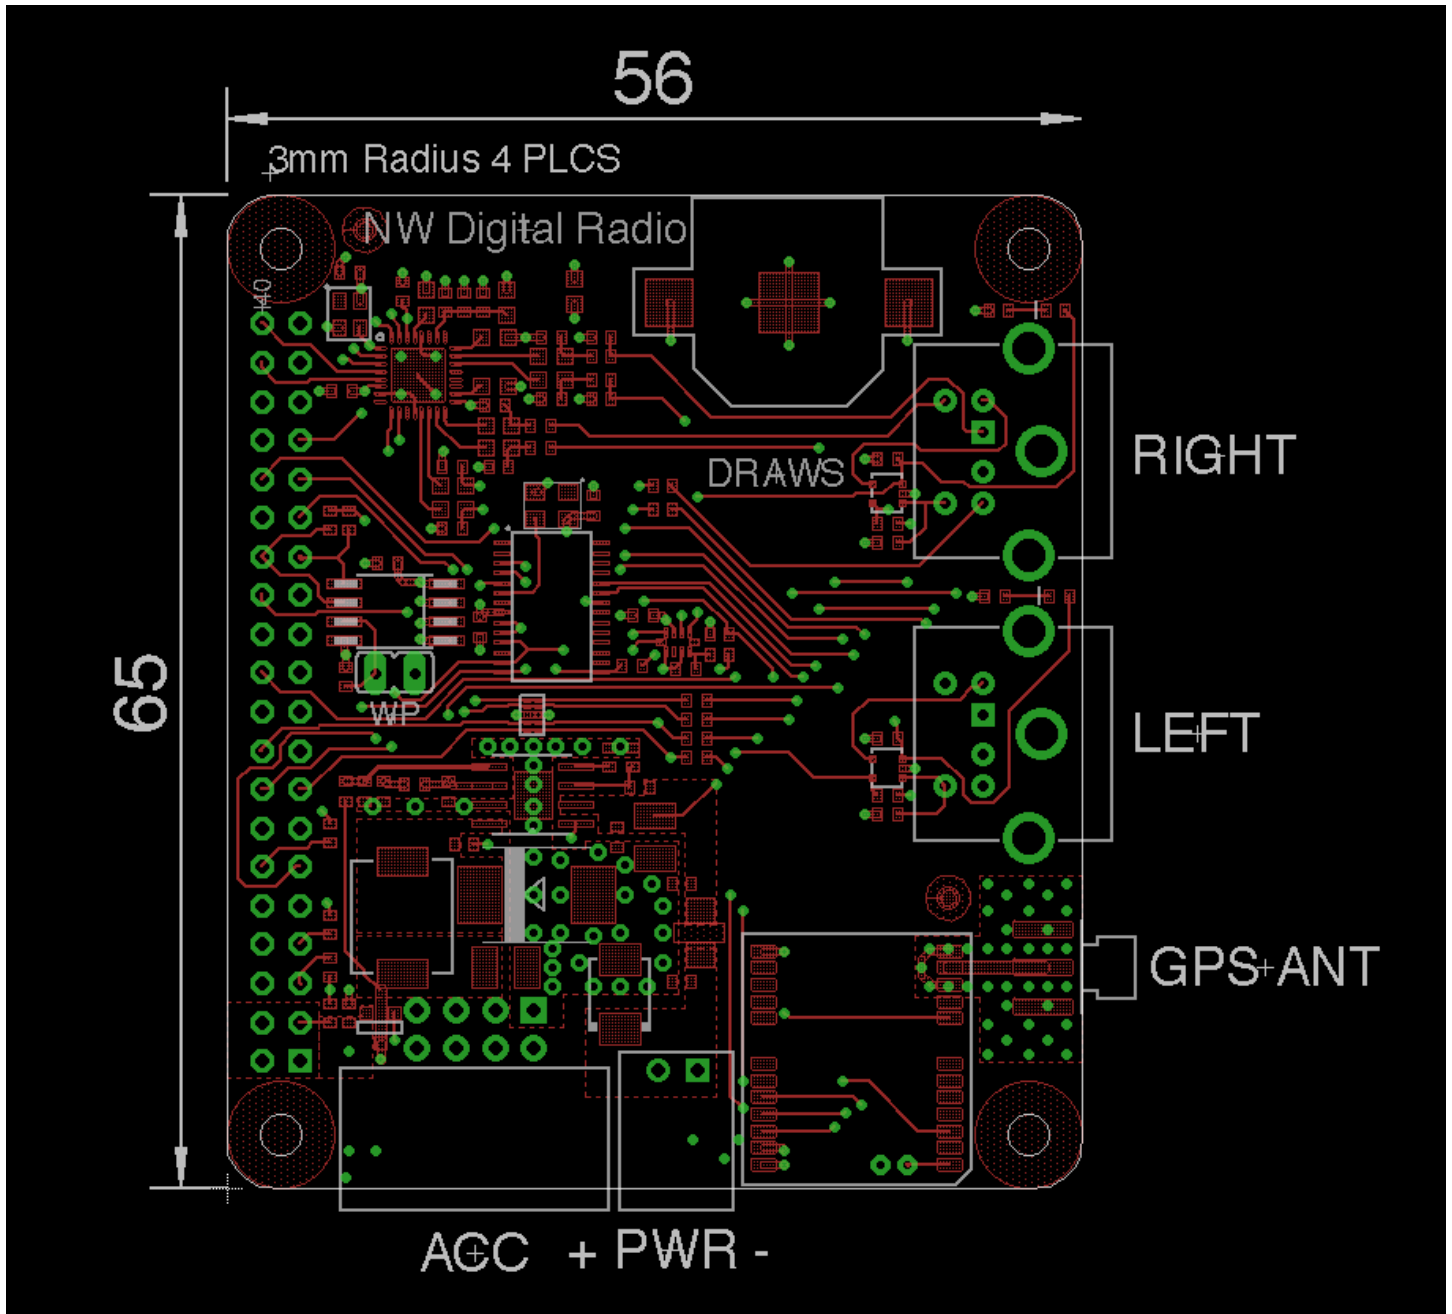 56
3mm Radius 4 PLCS
NW Digital Radio
40
RIGHT
DRAWS
65
WP
LEFT
GPS ANT
ACC + PWR -